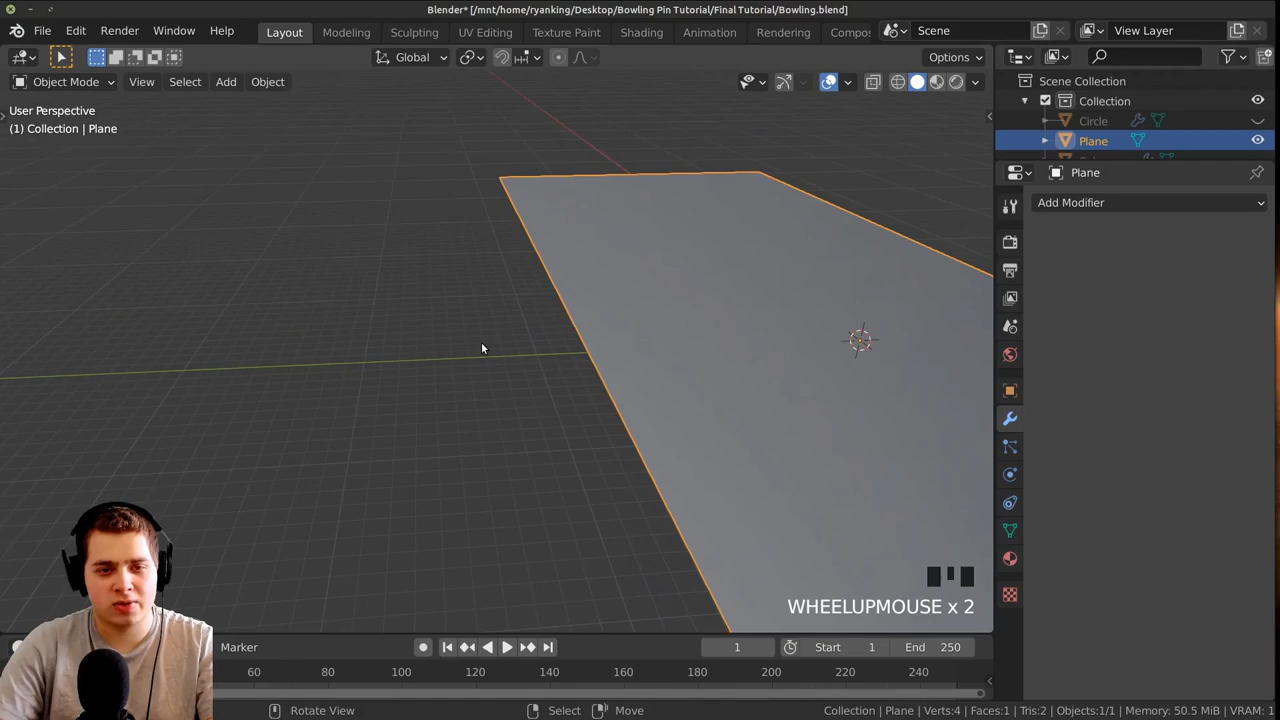 Blender* [/mnt/home/ryanking/Desktop/Bowling Pin Tutorial/Final Tutorial/Bowling.blend]
File Edit Render Window Help Layout Modeling Sculpting UV Editing Texture Paint Shading Animation Rendering Compos Scene View Layer
Global Options
Object Mode View Select Add Object
User Perspective
(1) Collection | Plane
Scene Collection
Collection
Circle
Plane
Plane
Add Modifier
WHEELUPMOUSE x 2
Marker 1 Start 1 End 250
60 80 100 120 140 160 180 200 220 240
Rotate View Select Move Collection | Plane | Verts:4 | Faces:1 | Tris:2 | Objects:1/1 | Memory: 50.5 MiB | VRAM: 1